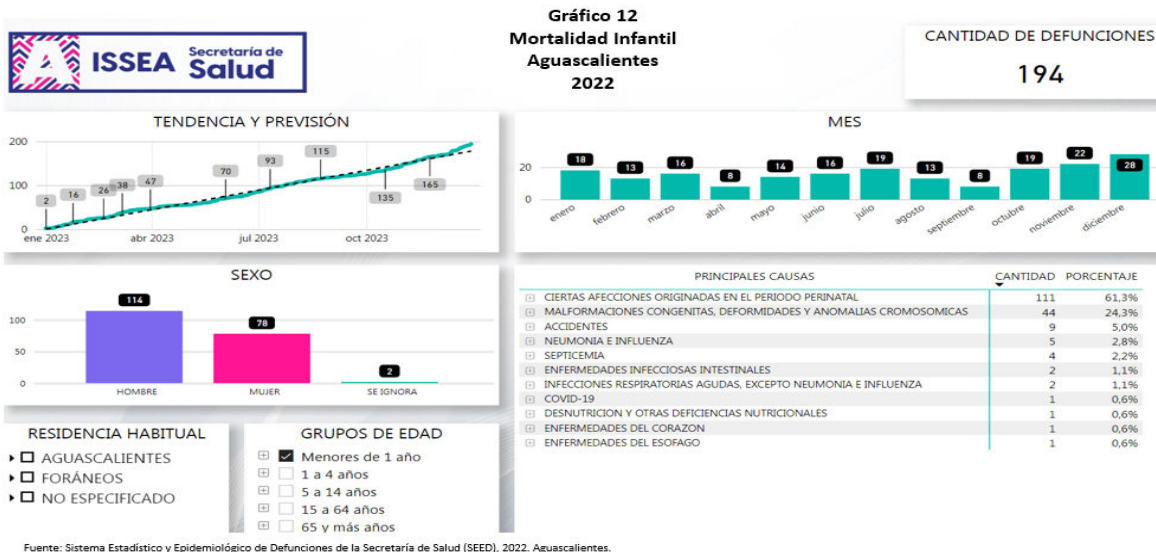 Gráfico 12
Mortalidad Infantil
Aguascalientes
2022
A ISSEA Secretaría de Salud
CANTIDAD DE DEFUNCIONES
194
TENDENCIA Y PREVISIÓN
200
100
0
2
16
26
38
47
70
93
115
135
165
ene 2023 abr 2023 jul 2023 oct 2023
MES
20
0
18 13 16 8 14 16 19 13 8 19 22 28
enero febrero marzo abril mayo junio julio agosto septiembre octubre noviembre diciembre
SEXO
100
50
0
114 78 2
HOMBRE MUJER SE IGNORA
PRINCIPALES CAUSAS CANTIDAD PORCENTAJE
CIERTAS AFECCIONES ORIGINADAS EN EL PERIODO PERINATAL 111 61,3%
MALFORMACIONES CONGENITAS, DEFORMIDADES Y ANOMALIAS CROMOSOMICAS 44 24,3%
ACCIDENTES 9 5,0%
NEUMONIA E INFLUENZA 5 2,8%
SEPTICEMIA 4 2,2%
ENFERMEDADES INFECCIOSAS INTESTINALES 2 1,1%
INFECCIONES RESPIRATORIAS AGUDAS, EXCEPTO NEUMONIA E INFLUENZA 2 1,1%
COVID-19 1 0,6%
DESNUTRICION Y OTRAS DEFICIENCIAS NUTRICIONALES 1 0,6%
ENFERMEDADES DEL CORAZON 1 0,6%
ENFERMEDADES DEL ESOFAGO 1 0,6%
RESIDENCIA HABITUAL
AGUASCALIENTES
FORÁNEOS
NO ESPECIFICADO
GRUPOS DE EDAD
Menores de 1 año
1 a 4 años
5 a 14 años
15 a 64 años
65 y más años
Fuente: Sistema Estadístico y Epidemiológico de Defunciones de la Secretaría de Salud (SEED), 2022. Aguascalientes.